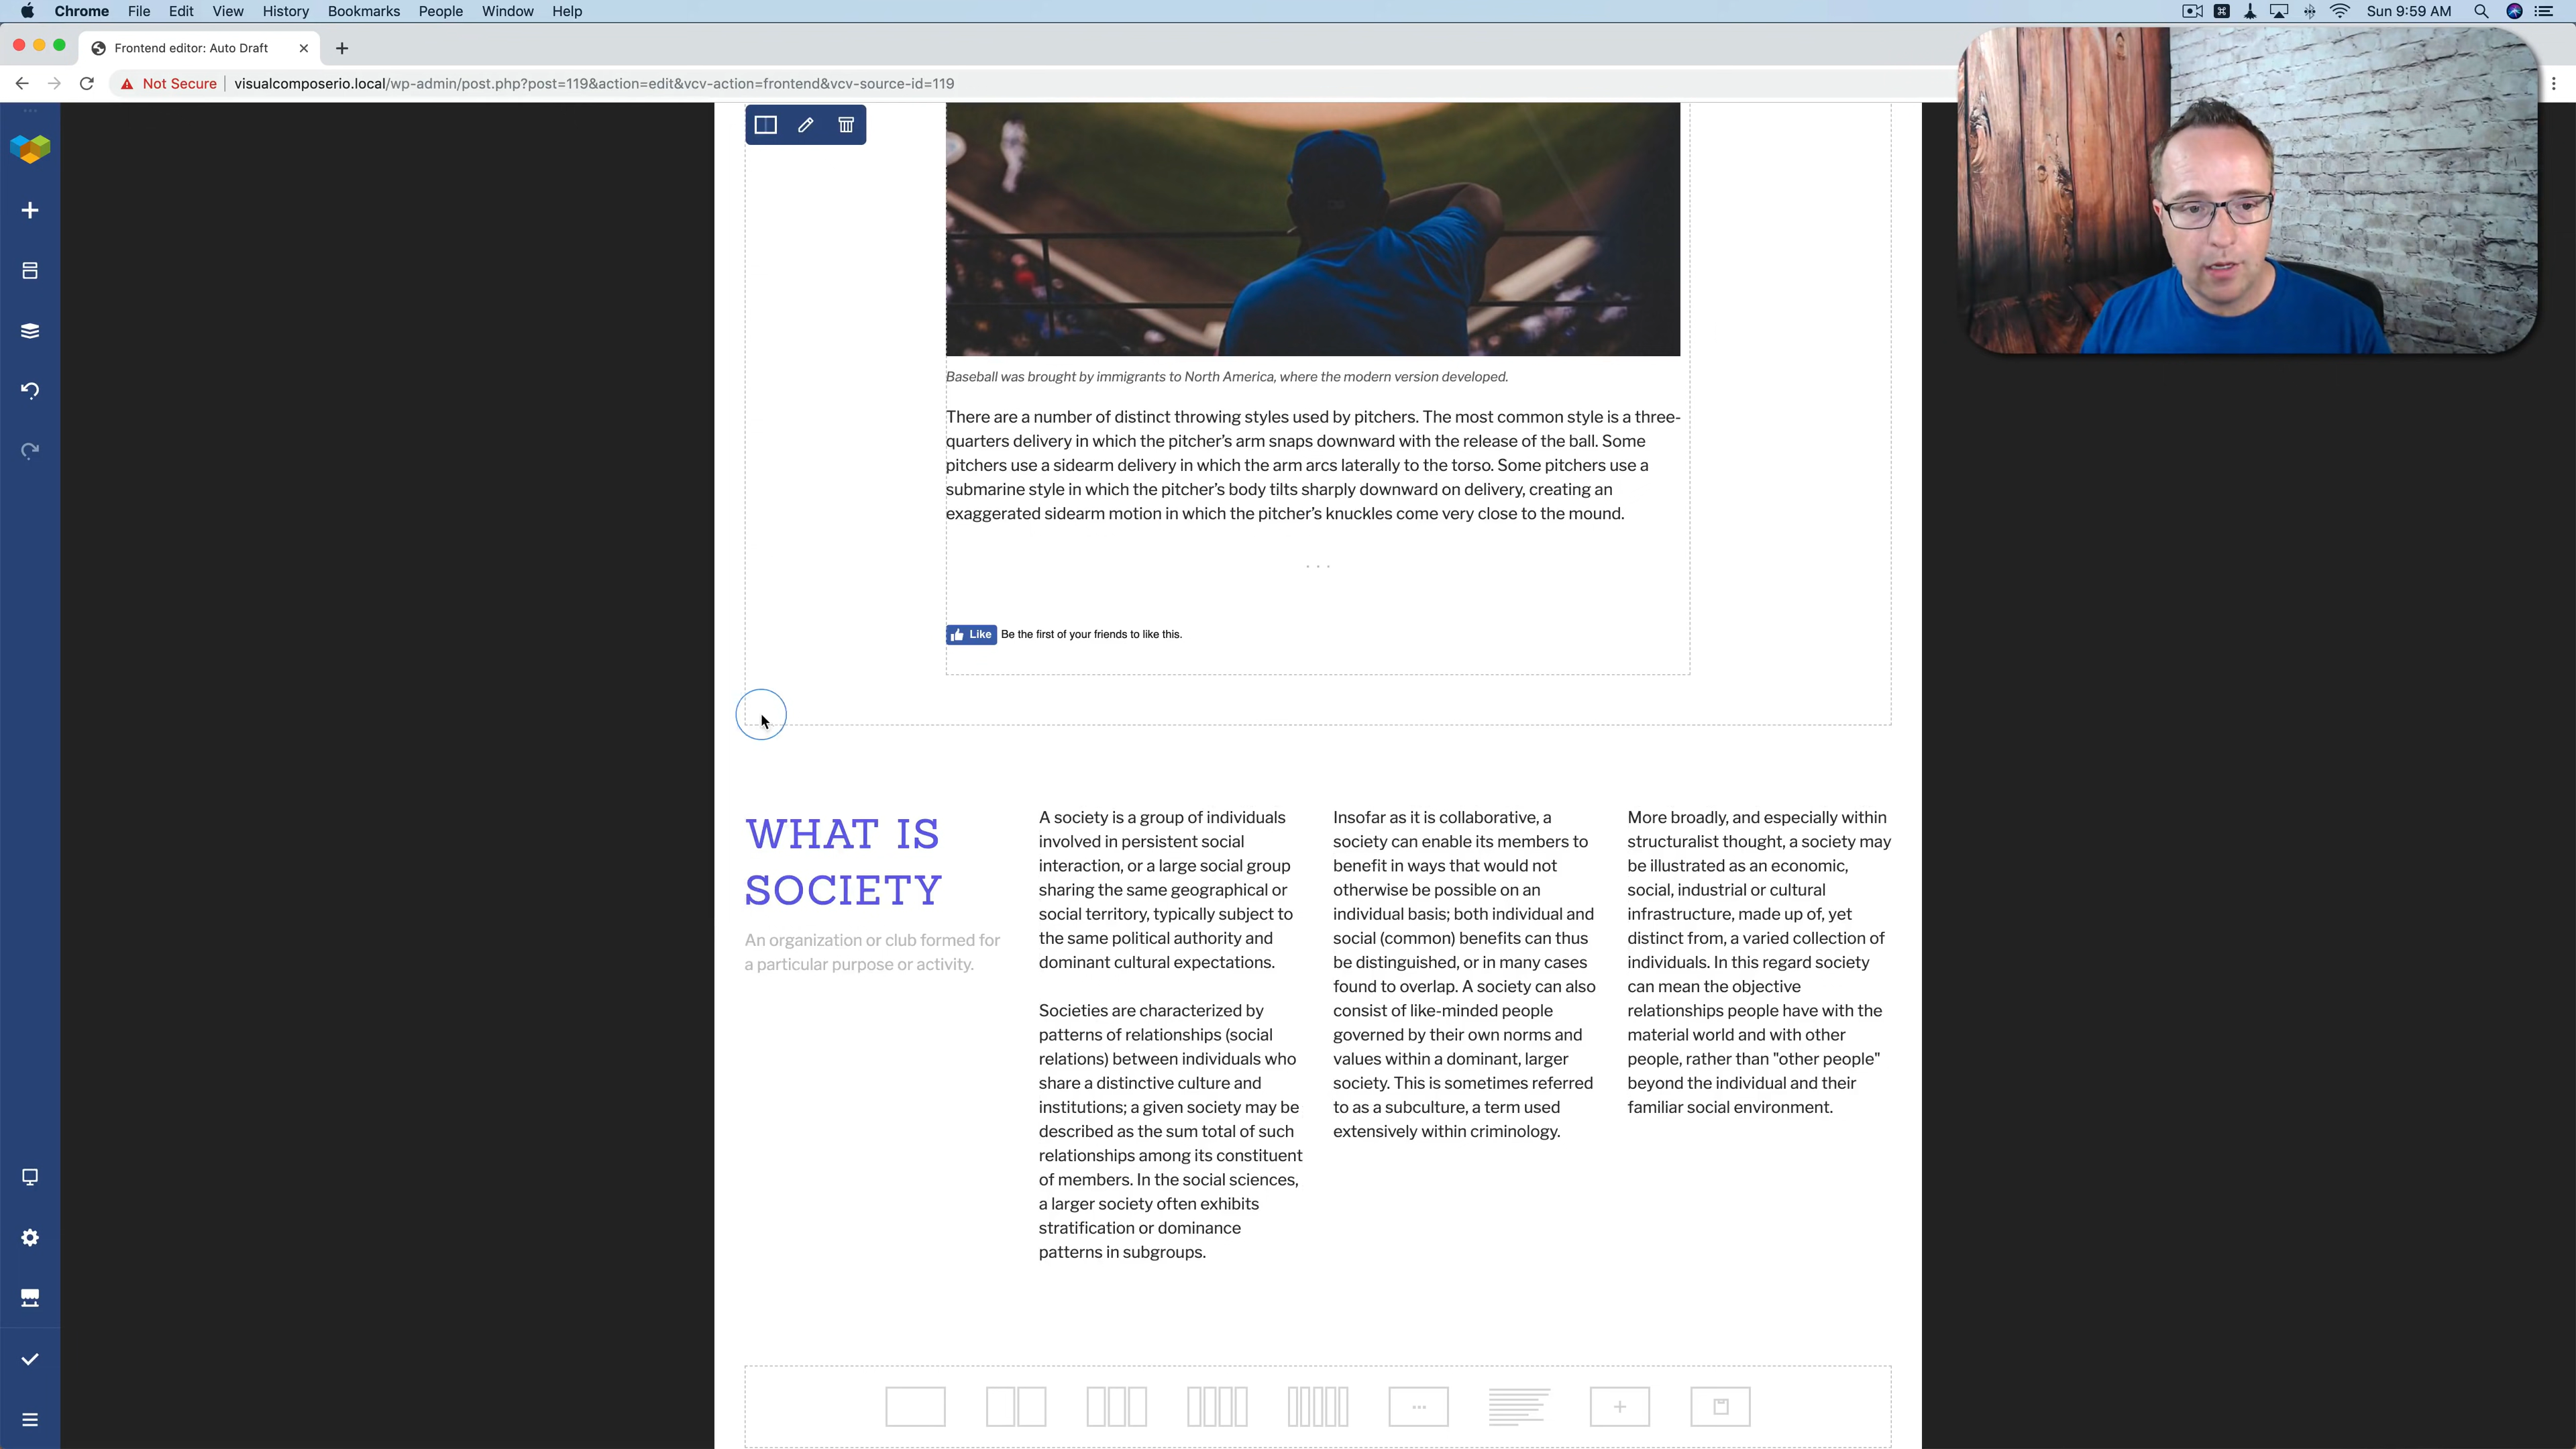 Chrome File Edit View History Bookmarks People Window Help
Sun 9:59 AM
Frontend editor: Auto Draft
Not Secure | visualcomposerio.local/wp-admin/post.php?post=119&action=edit&vcv-action=frontend&vcv-source-id=119
Baseball was brought by immigrants to North America, where the modern version developed.
There are a number of distinct throwing styles used by pitchers. The most common style is a three-
quarters delivery in which the pitcher’s arm snaps downward with the release of the ball. Some
pitchers use a sidearm delivery in which the arm arcs laterally to the torso. Some pitchers use a
submarine style in which the pitcher’s body tilts sharply downward on delivery, creating an
exaggerated sidearm motion in which the pitcher’s knuckles come very close to the mound.
...
Like Be the first of your friends to like this.
WHAT IS
SOCIETY
An organization or club formed for
a particular purpose or activity.
A society is a group of individuals
involved in persistent social
interaction, or a large social group
sharing the same geographical or
social territory, typically subject to
the same political authority and
dominant cultural expectations.
Societies are characterized by
patterns of relationships (social
relations) between individuals who
share a distinctive culture and
institutions; a given society may be
described as the sum total of such
relationships among its constituent
of members. In the social sciences,
a larger society often exhibits
stratification or dominance
patterns in subgroups.
Insofar as it is collaborative, a
society can enable its members to
benefit in ways that would not
otherwise be possible on an
individual basis; both individual and
social (common) benefits can thus
be distinguished, or in many cases
found to overlap. A society can also
consist of like-minded people
governed by their own norms and
values within a dominant, larger
society. This is sometimes referred
to as a subculture, a term used
extensively within criminology.
More broadly, and especially within
structuralist thought, a society may
be illustrated as an economic,
social, industrial or cultural
infrastructure, made up of, yet
distinct from, a varied collection of
individuals. In this regard society
can mean the objective
relationships people have with the
material world and with other
people, rather than "other people"
beyond the individual and their
familiar social environment.